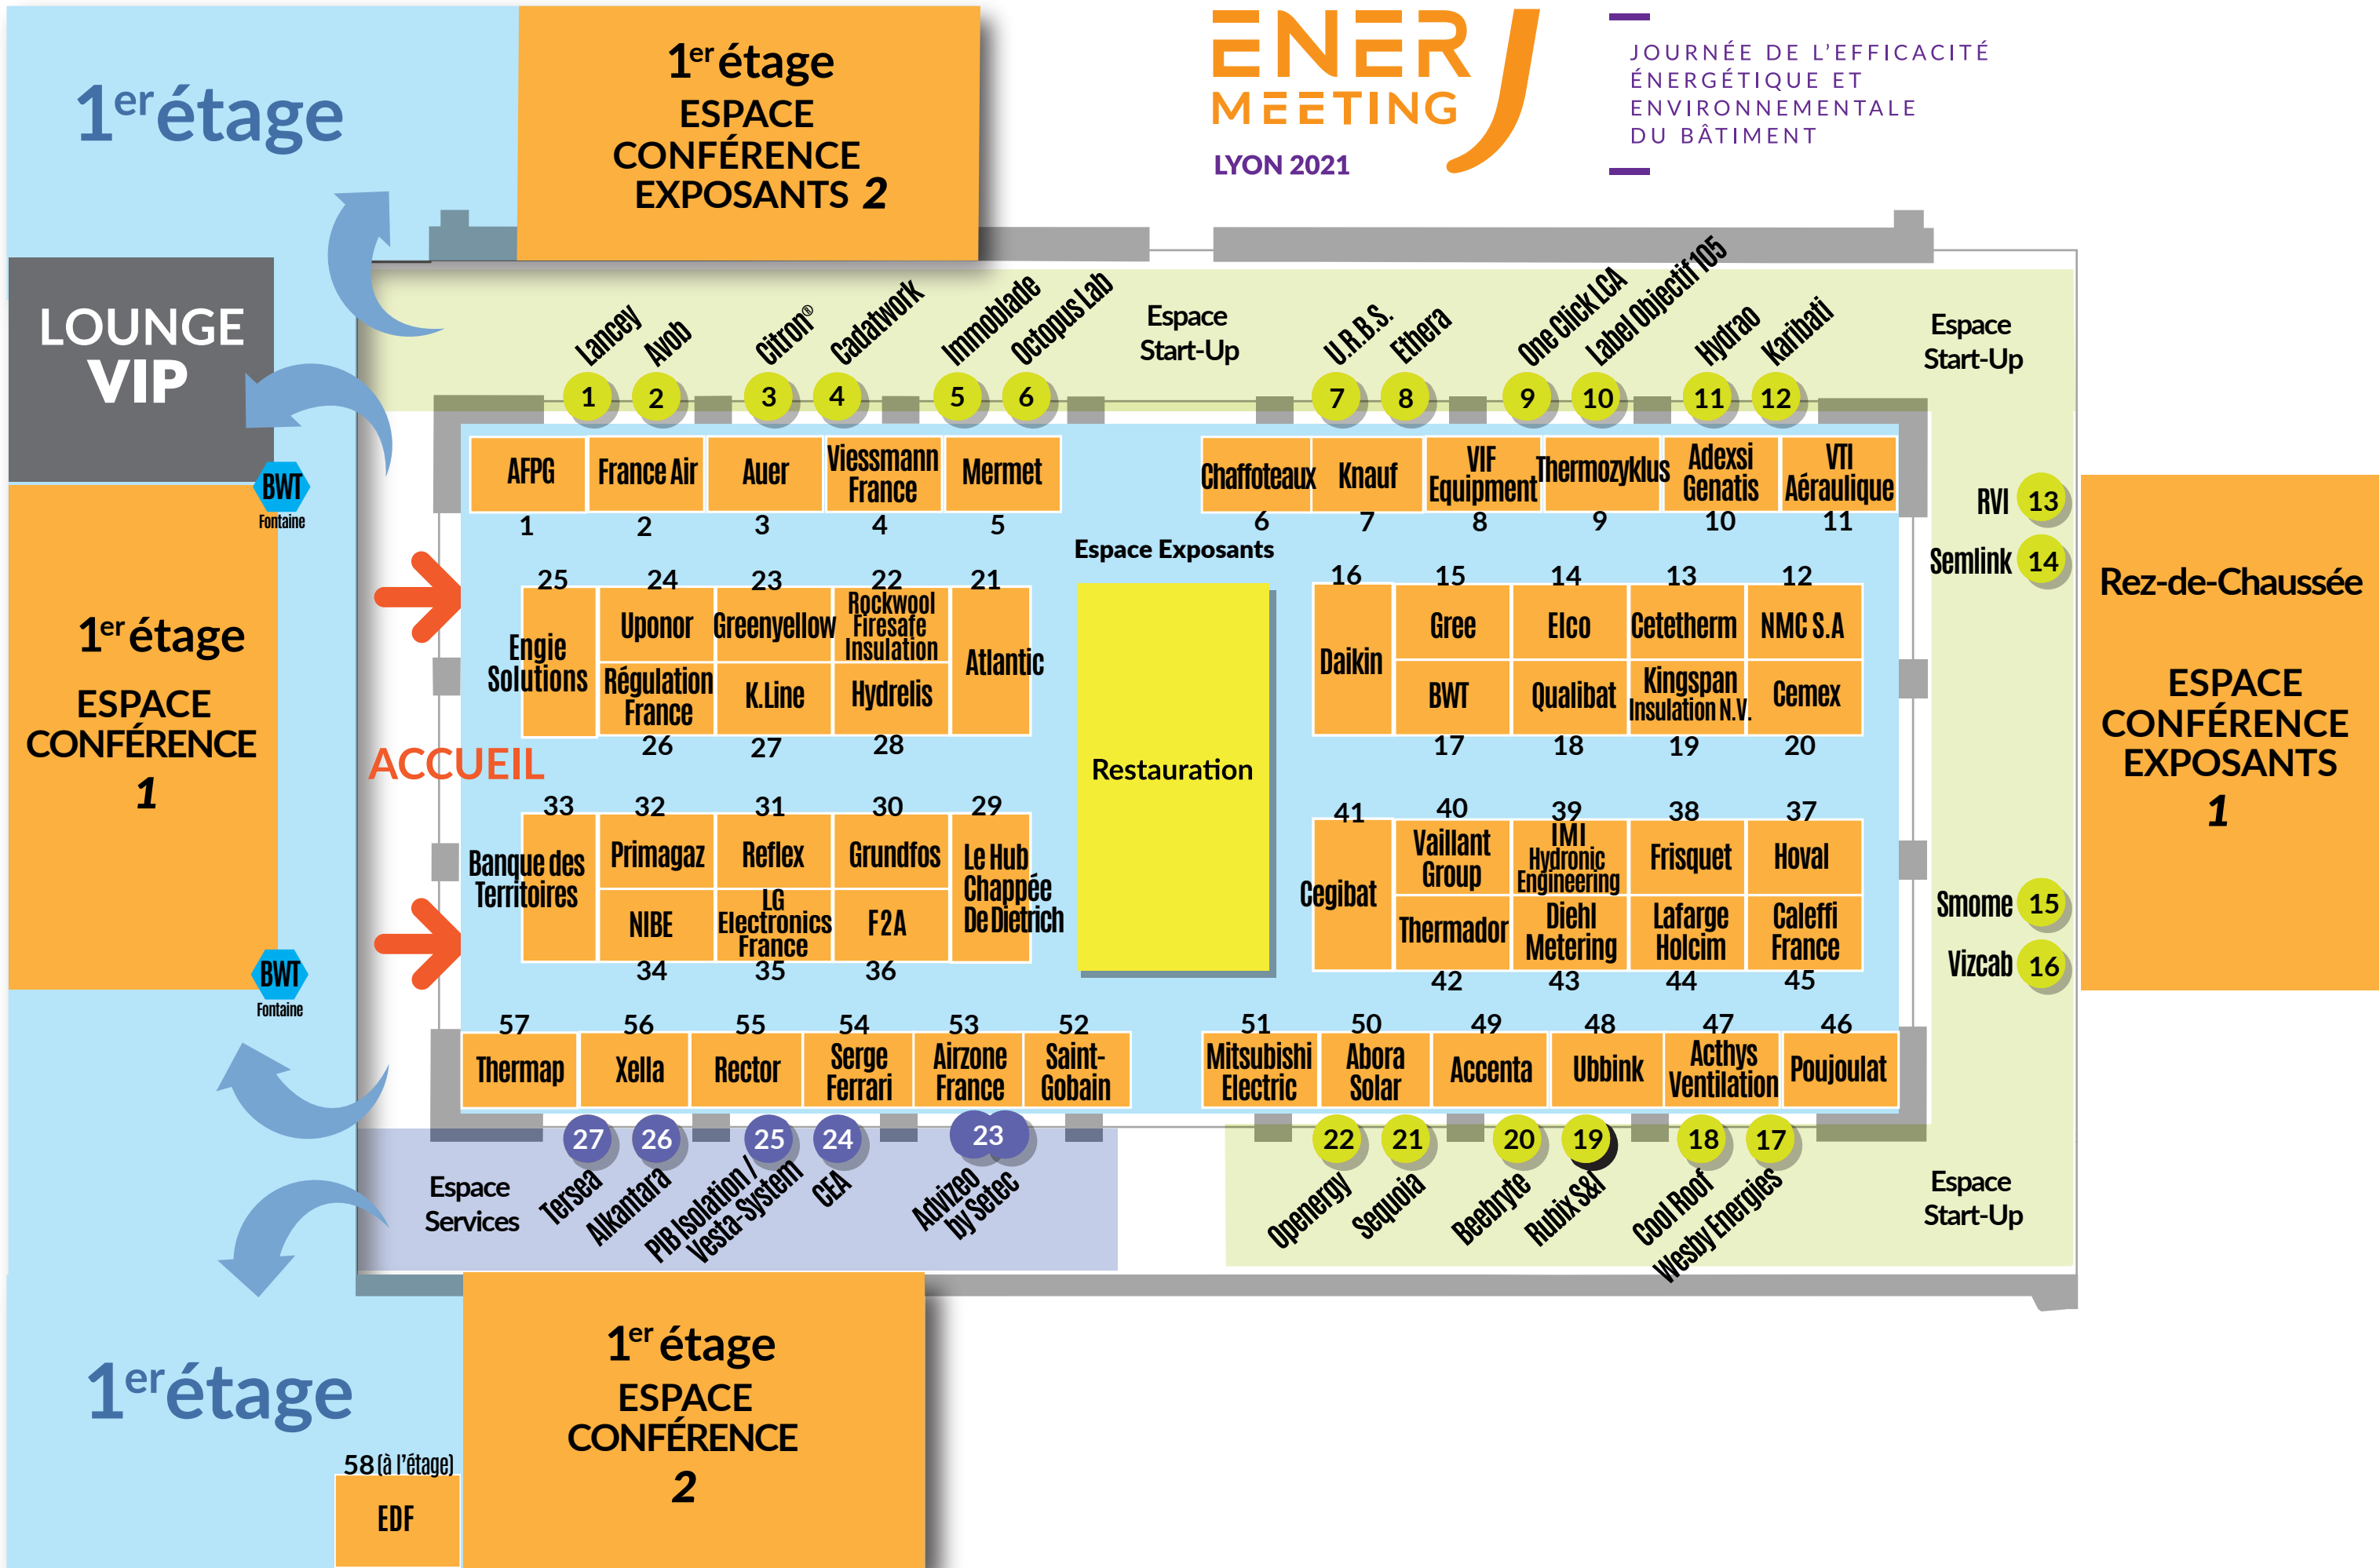 1er étage
1er étage
ESPACE
CONFÉRENCE
EXPOSANTS 2
ENER J
MEETING
LYON 2021
JOURNÉE DE L'EFFICACITÉ
ÉNERGÉTIQUE ET
ENVIRONNEMENTALE
DU BÂTIMENT
LOUNGE
VIP
BWT
Fontaine
1er étage
ESPACE
CONFÉRENCE
1
BWT
Fontaine
Lancey
Avob
Citron®
Cadatwork
Immoblade
Octopus Lab
Espace
Start-Up
U.R.B.S.
Ethera
One Click LCA
Label Objectif 105
Hydrao
Karibati
Espace
Start-Up
1 2 3 4 5 6 7 8 9 10 11 12
AFPG
France Air
Auer
Viessmann
France
Mermet
Chaffoteaux
Knauf
VIF
Equipment
Thermozyklus
Adexsi
Genatis
VTI
Aéraulique
1 2 3 4 5 6 7 8 9 10 11
RVI 13
Semlink 14
Espace Exposants
25 24 23 22 21 16 15 14 13 12
Engie
Solutions
Uponor
Greenyellow
Rockwool
Firesafe
Insulation
Atlantic
Régulation
France
K.Line
Hydrelis
26 27 28
Daikin
Gree
Elco
Cetetherm
NMC S.A
BWT
Qualibat
Kingspan
Insulation N.V.
Cemex
17 18 19 20
ACCUEIL
Restauration
33 32 31 30 29 41 40 39 38 37
Banque des
Territoires
Primagaz
Reflex
Grundfos
Le Hub
Chappée
De Dietrich
NIBE
LG
Electronics
France
F2A
34 35 36
Cegibat
Vaillant
Group
IMI
Hydronic
Engineering
Frisquet
Hoval
Thermador
Diehl
Metering
Lafarge
Holcim
Caleffi
France
42 43 44 45
Smome 15
Vizcab 16
Rez-de-Chaussée
ESPACE
CONFÉRENCE
EXPOSANTS
1
57 56 55 54 53 52 51 50 49 48 47 46
Thermap
Xella
Rector
Serge
Ferrari
Airzone
France
Saint-
Gobain
Mitsubishi
Electric
Abora
Solar
Accenta
Ubbink
Acthys
Ventilation
Poujoulat
27 26 25 24 23 22 21 20 19 18 17
Espace
Services
Tersea
Alkantara
PIB Isolation /
Vesta-System
CEA
Advizeo
by Setec
Openergy
Sequoia
Beebryte
Rubix S&I
Cool Roof
Wesby Energies
Espace
Start-Up
1er étage
1er étage
ESPACE
CONFÉRENCE
2
58 (à l'étage)
EDF